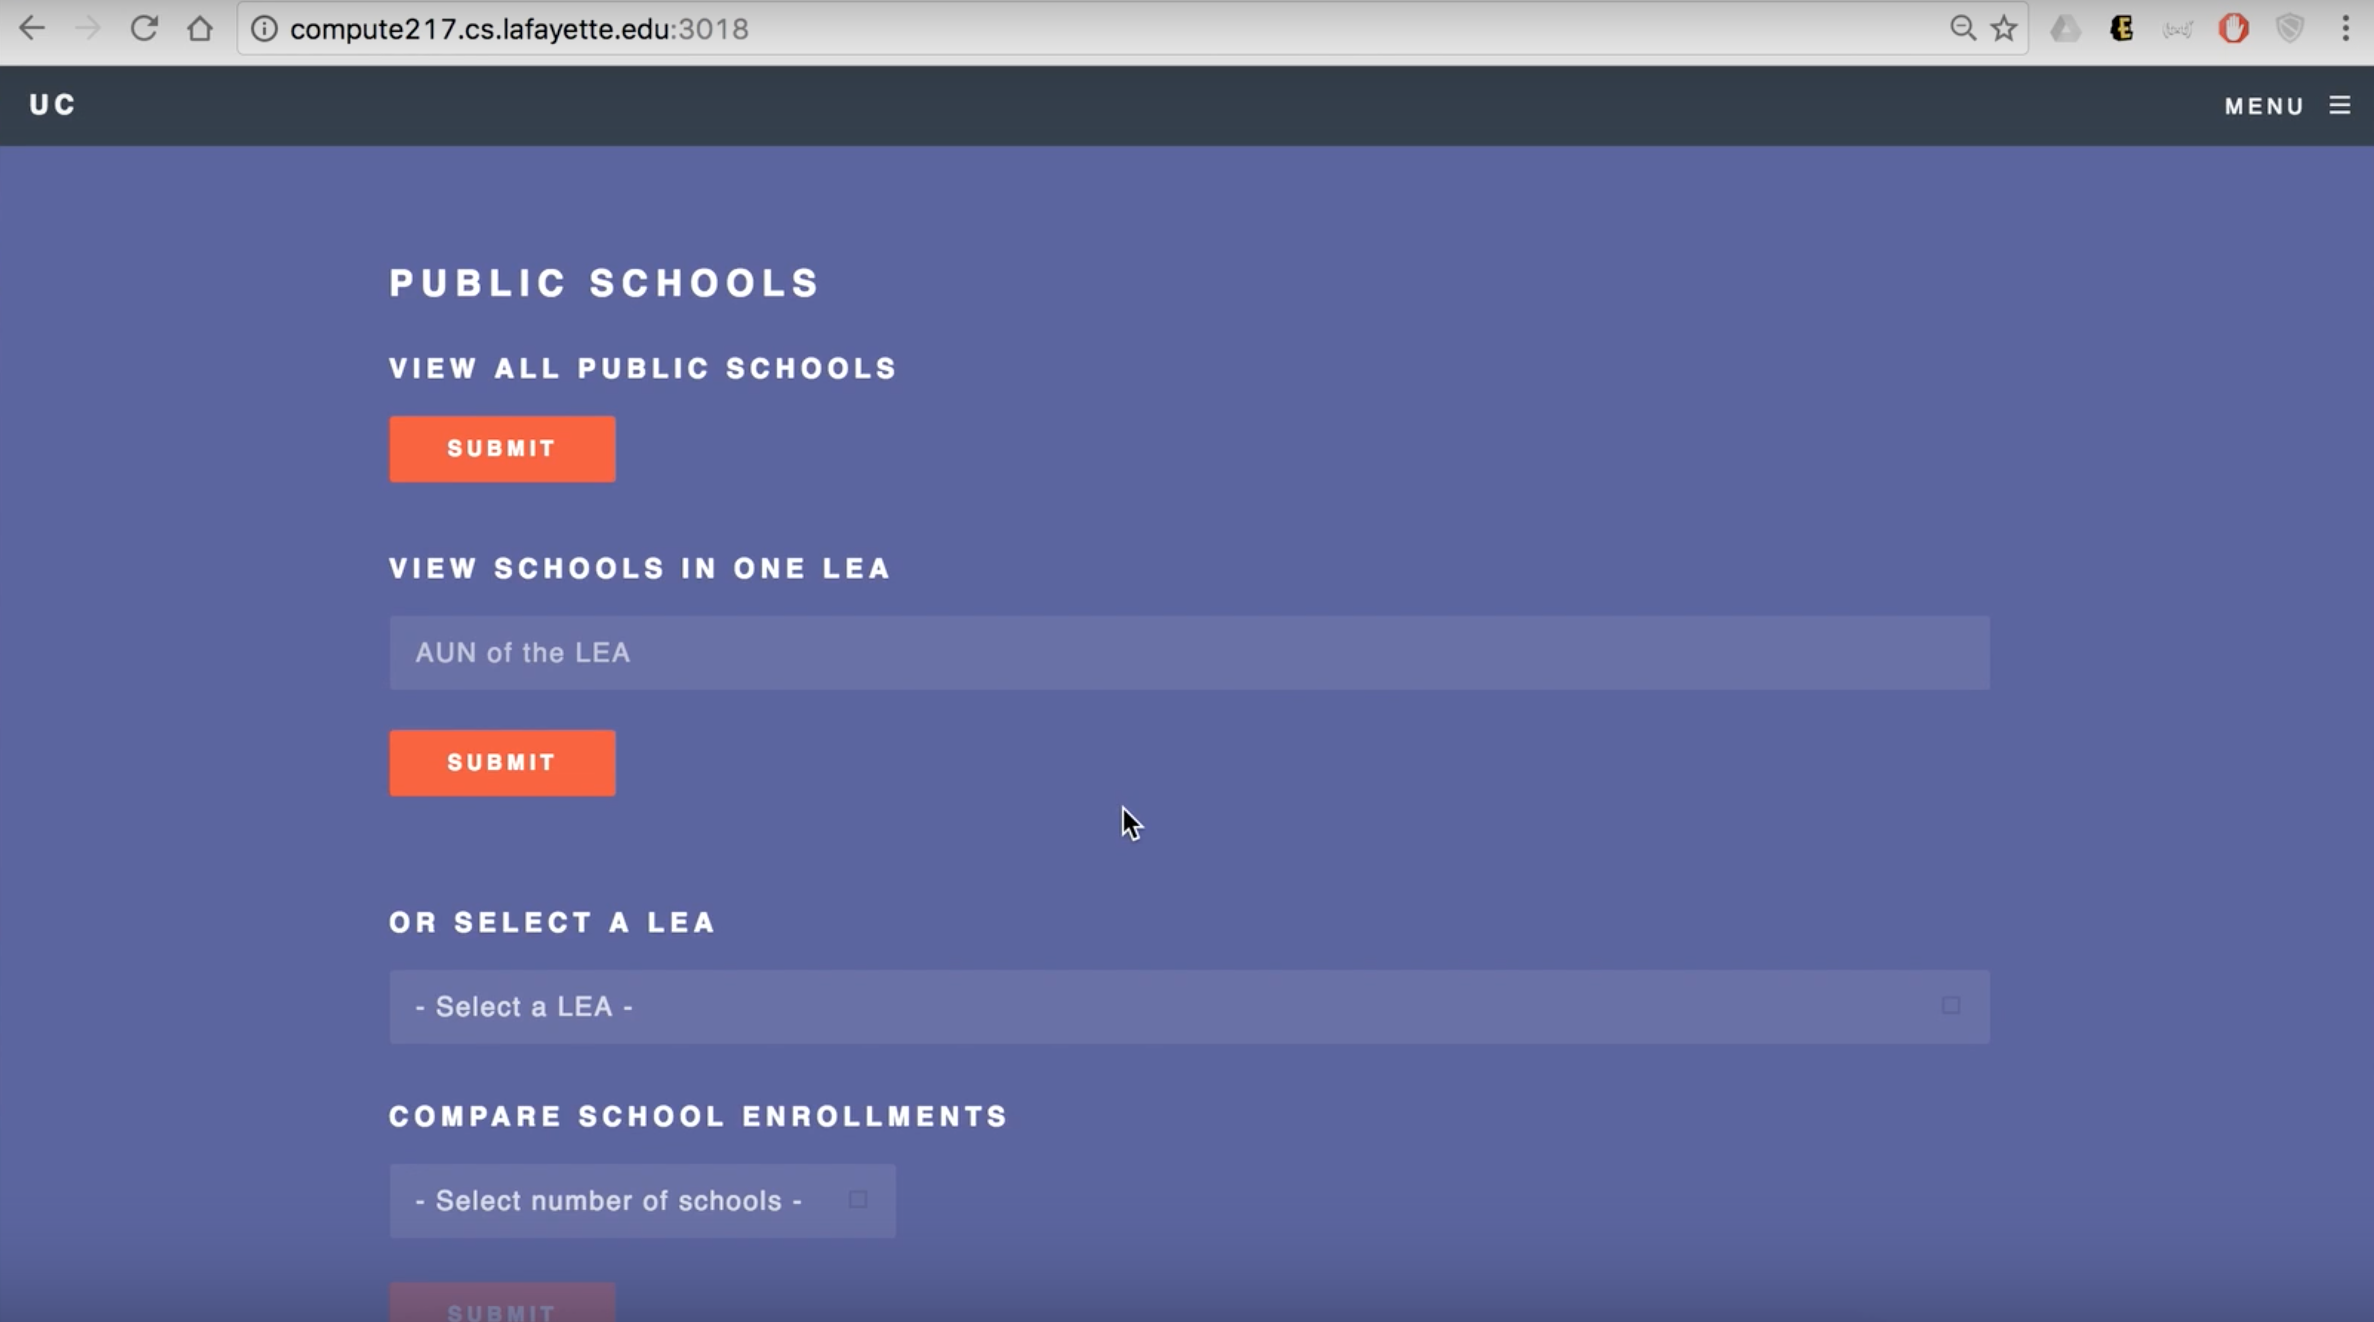 compute217.cs.lafayette.edu:3018
UC
MENU
PUBLIC SCHOOLS
VIEW ALL PUBLIC SCHOOLS
SUBMIT
VIEW SCHOOLS IN ONE LEA
AUN of the LEA
SUBMIT
OR SELECT A LEA
- Select a LEA -
COMPARE SCHOOL ENROLLMENTS
- Select number of schools -
SUBMIT